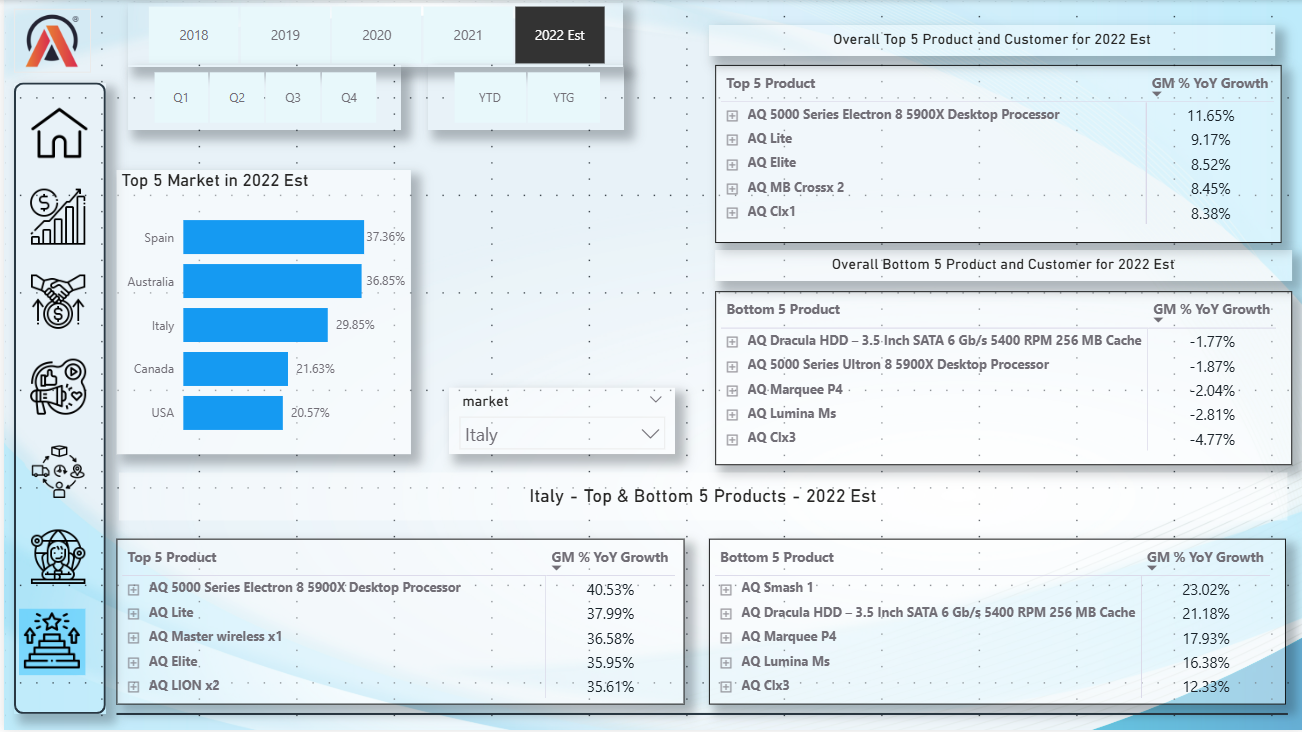 2018 2019 2020 2021 2022 Est
Q1 Q2 Q3 Q4 YTD YTG
Top 5 Market in 2022 Est
Spain 37.36%
Australia 36.85%
Italy 29.85%
Canada 21.63%
USA 20.57%
market
Italy
Overall Top 5 Product and Customer for 2022 Est
Top 5 Product GM % YoY Growth
AQ 5000 Series Electron 8 5900X Desktop Processor 11.65%
AQ Lite 9.17%
AQ Elite 8.52%
AQ MB Crossx 2 8.45%
AQ Clx1 8.38%
Overall Bottom 5 Product and Customer for 2022 Est
Bottom 5 Product GM % YoY Growth
AQ Dracula HDD – 3.5 Inch SATA 6 Gb/s 5400 RPM 256 MB Cache -1.77%
AQ 5000 Series Ultron 8 5900X Desktop Processor -1.87%
AQ Marquee P4 -2.04%
AQ Lumina Ms -2.81%
AQ Clx3 -4.77%
Italy - Top & Bottom 5 Products - 2022 Est
Top 5 Product GM % YoY Growth
AQ 5000 Series Electron 8 5900X Desktop Processor 40.53%
AQ Lite 37.99%
AQ Master wireless x1 36.58%
AQ Elite 35.95%
AQ LION x2 35.61%
Bottom 5 Product GM % YoY Growth
AQ Smash 1 23.02%
AQ Dracula HDD – 3.5 Inch SATA 6 Gb/s 5400 RPM 256 MB Cache 21.18%
AQ Marquee P4 17.93%
AQ Lumina Ms 16.38%
AQ Clx3 12.33%